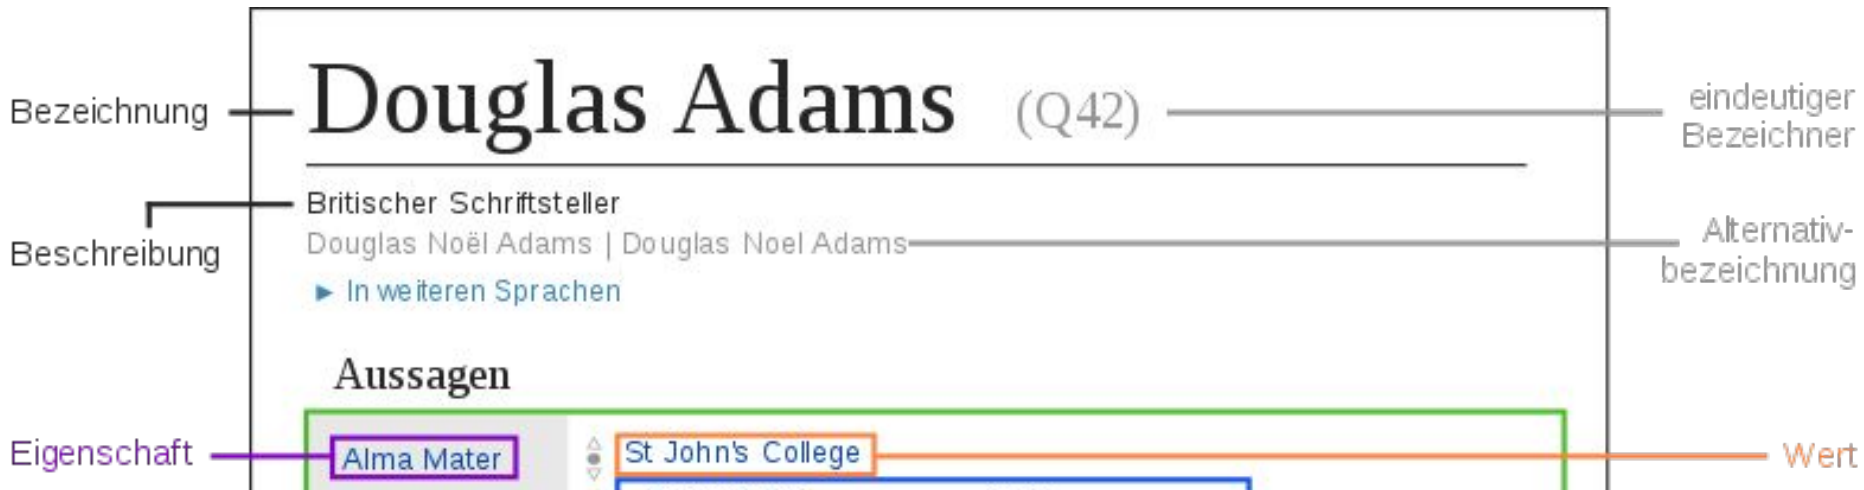 Bezeichnung
Douglas Adams (Q42)
eindeutiger
Bezeichner
Britischer Schriftsteller
Beschreibung
Douglas Noël Adams | Douglas Noel Adams
Alternativ-
bezeichnung
► In weiteren Sprachen
Aussagen
Eigenschaft
Alma Mater
St John's College
Wert